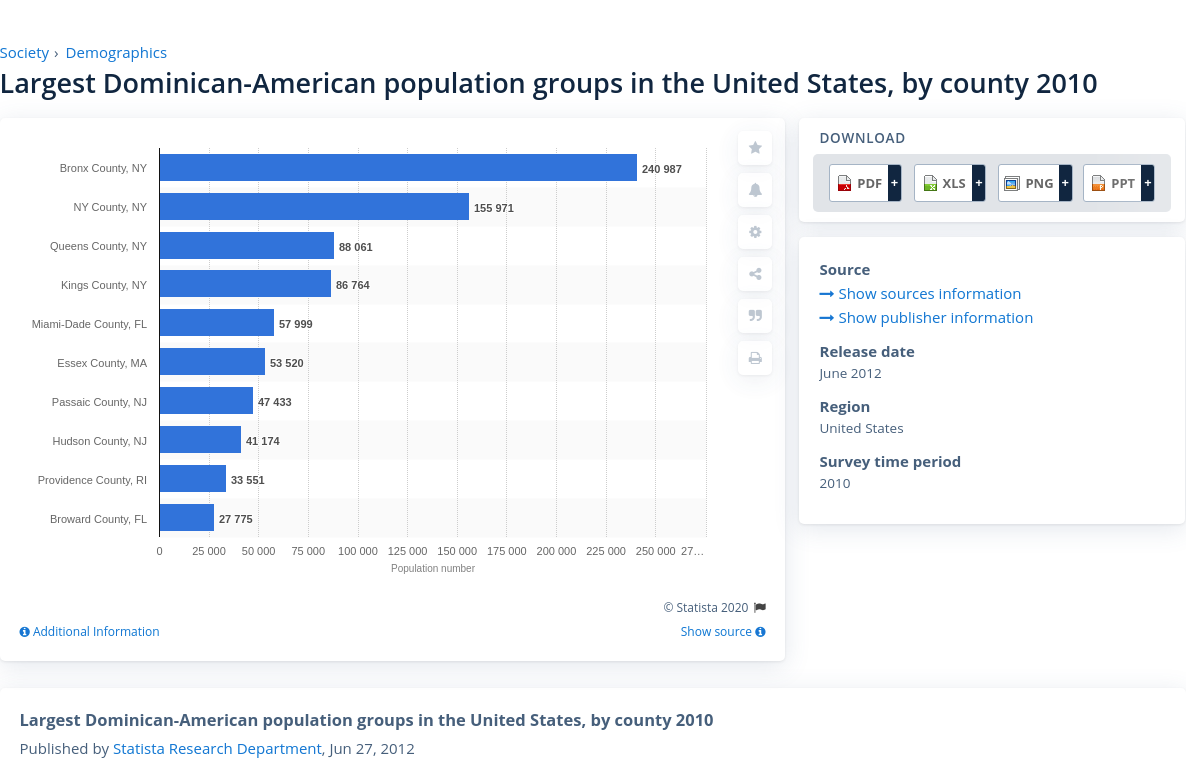 Society › Demographics
Largest Dominican-American population groups in the United States, by county 2010
Bronx County, NY 240 987
NY County, NY 155 971
Queens County, NY 88 061
Kings County, NY 86 764
Miami-Dade County, FL 57 999
Essex County, MA 53 520
Passaic County, NJ 47 433
Hudson County, NJ 41 174
Providence County, RI 33 551
Broward County, FL 27 775
0 25 000 50 000 75 000 100 000 125 000 150 000 175 000 200 000 225 000 250 000 27…
Population number
© Statista 2020
Additional Information
Show source
DOWNLOAD
PDF + XLS + PNG + PPT +
Source
Show sources information
Show publisher information
Release date
June 2012
Region
United States
Survey time period
2010
Largest Dominican-American population groups in the United States, by county 2010
Published by Statista Research Department, Jun 27, 2012